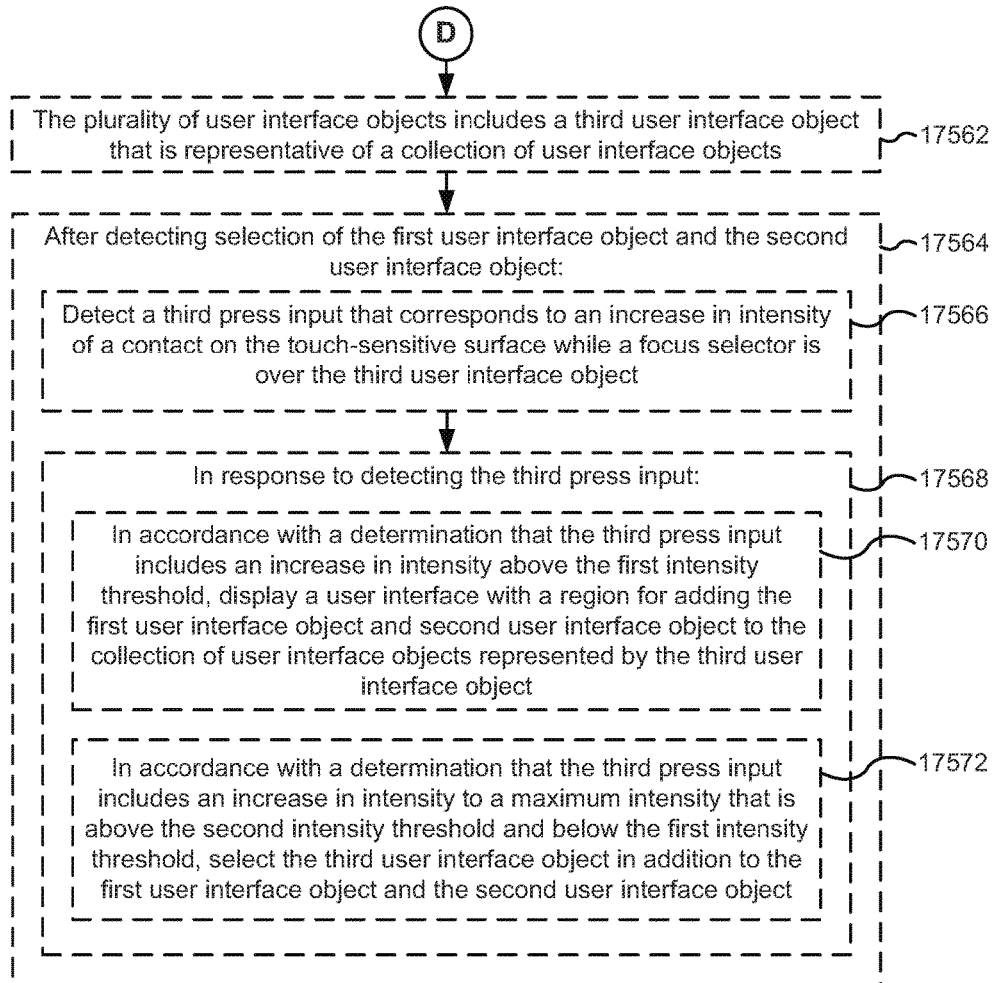 D
The plurality of user interface objects includes a third user interface object
that is representative of a collection of user interface objects
17562
After detecting selection of the first user interface object and the second
user interface object:
17564
Detect a third press input that corresponds to an increase in intensity
of a contact on the touch-sensitive surface while a focus selector is
over the third user interface object
17566
In response to detecting the third press input:
17568
In accordance with a determination that the third press input
includes an increase in intensity above the first intensity
threshold, display a user interface with a region for adding the
first user interface object and second user interface object to the
collection of user interface objects represented by the third user
interface object
17570
In accordance with a determination that the third press input
includes an increase in intensity to a maximum intensity that is
above the second intensity threshold and below the first intensity
threshold, select the third user interface object in addition to the
first user interface object and the second user interface object
17572